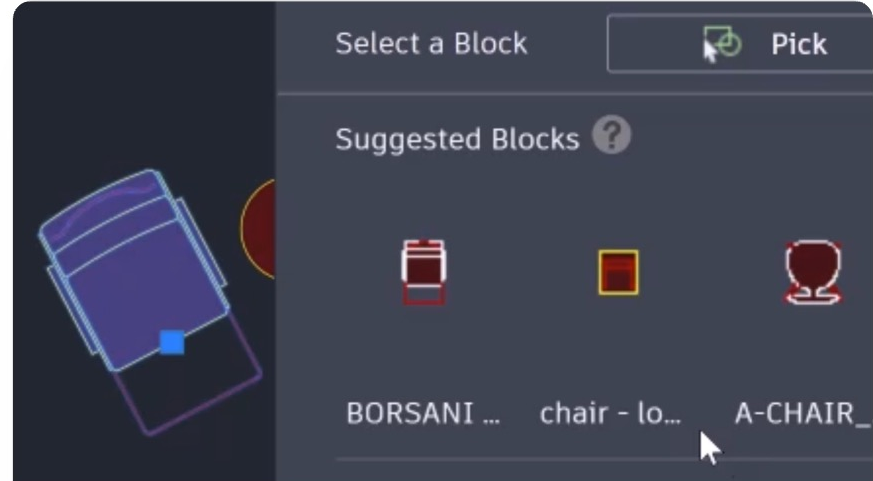 Select a Block
Pick
Suggested Blocks ?
BORSANI ...
chair - lo...
A-CHAIR_